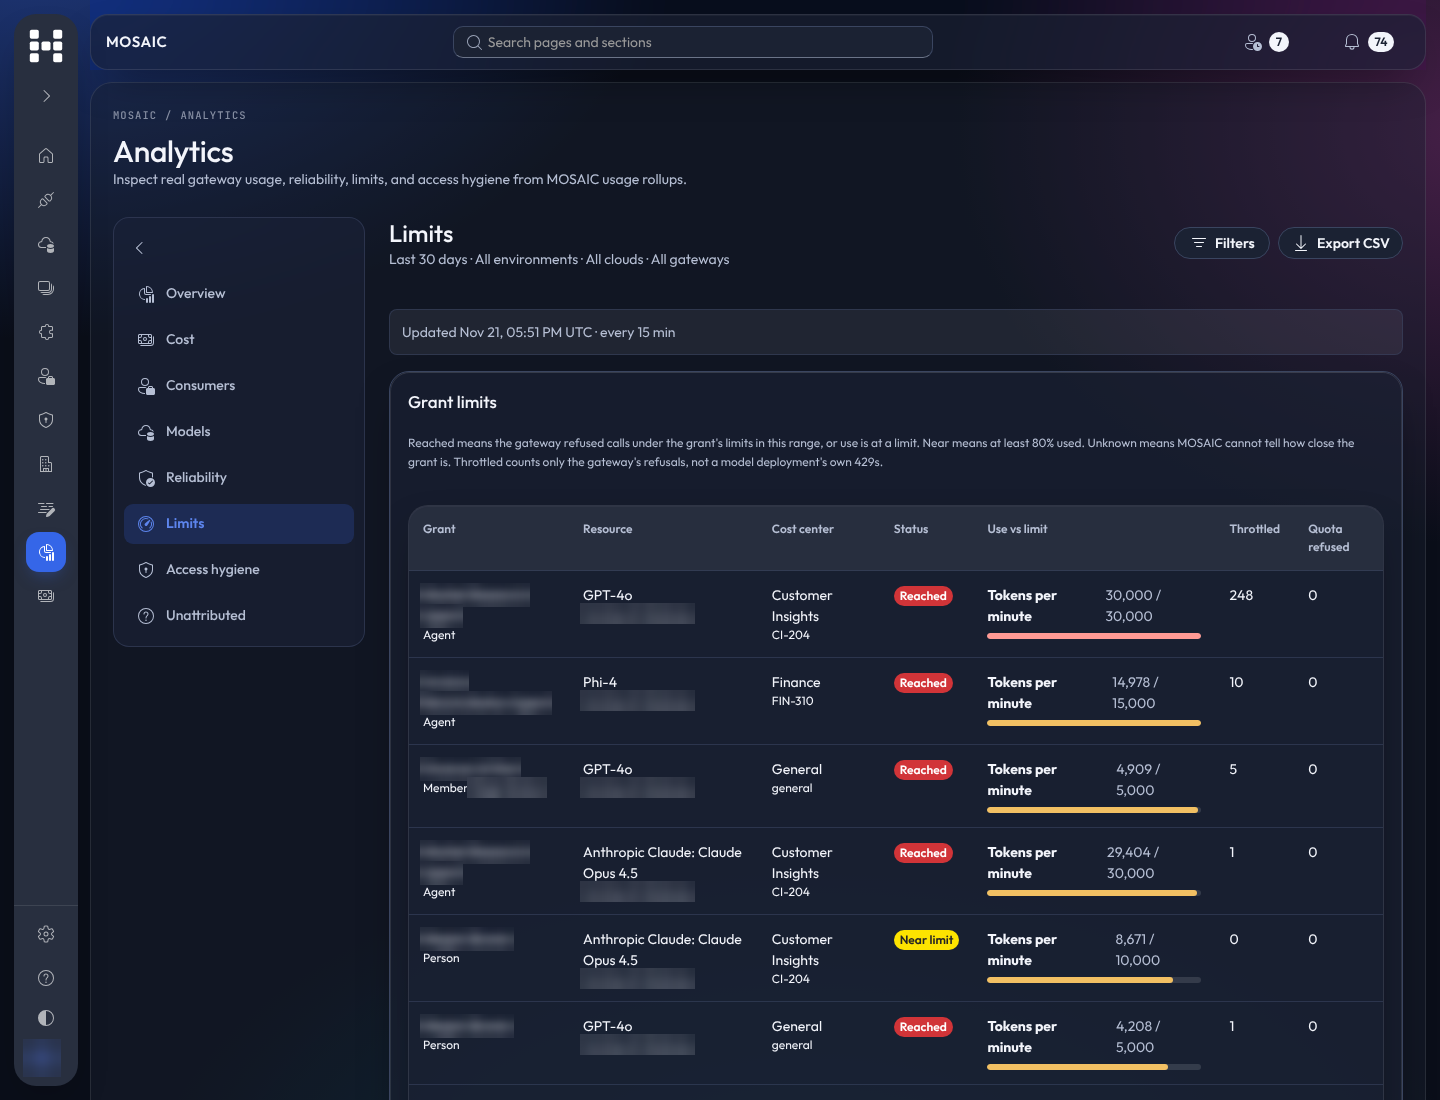 MOSAIC
Search pages and sections
7
74
MOSAIC / ANALYTICS
Analytics
Inspect real gateway usage, reliability, limits, and access hygiene from MOSAIC usage rollups.
Overview
Cost
Consumers
Models
Reliability
Limits
Access hygiene
Unattributed
Limits
Last 30 days · All environments · All clouds · All gateways
Filters
Export CSV
Updated Nov 21, 05:51 PM UTC · every 15 min
Grant limits
Reached means the gateway refused calls under the grant's limits in this range, or use is at a limit. Near means at least 80% used. Unknown means MOSAIC cannot tell how close the
grant is. Throttled counts only the gateway's refusals, not a model deployment's own 429s.
Grant Resource Cost center Status Use vs limit Throttled Quota
refused
GPT-4o Customer Reached Tokens per 30,000 / 248 0
Insights minute 30,000
Agent CI-204
Phi-4 Finance Reached Tokens per 14,978 / 10 0
FIN-310 minute 15,000
Agent
GPT-4o General Reached Tokens per 4,909 / 5 0
Member general minute 5,000
Anthropic Claude: Claude Customer Reached Tokens per 29,404 / 1 0
Opus 4.5 Insights minute 30,000
Agent CI-204
Anthropic Claude: Claude Customer Near limit Tokens per 8,671 / 0 0
Person Opus 4.5 Insights minute 10,000
CI-204
GPT-4o General Reached Tokens per 4,208 / 1 0
Person general minute 5,000